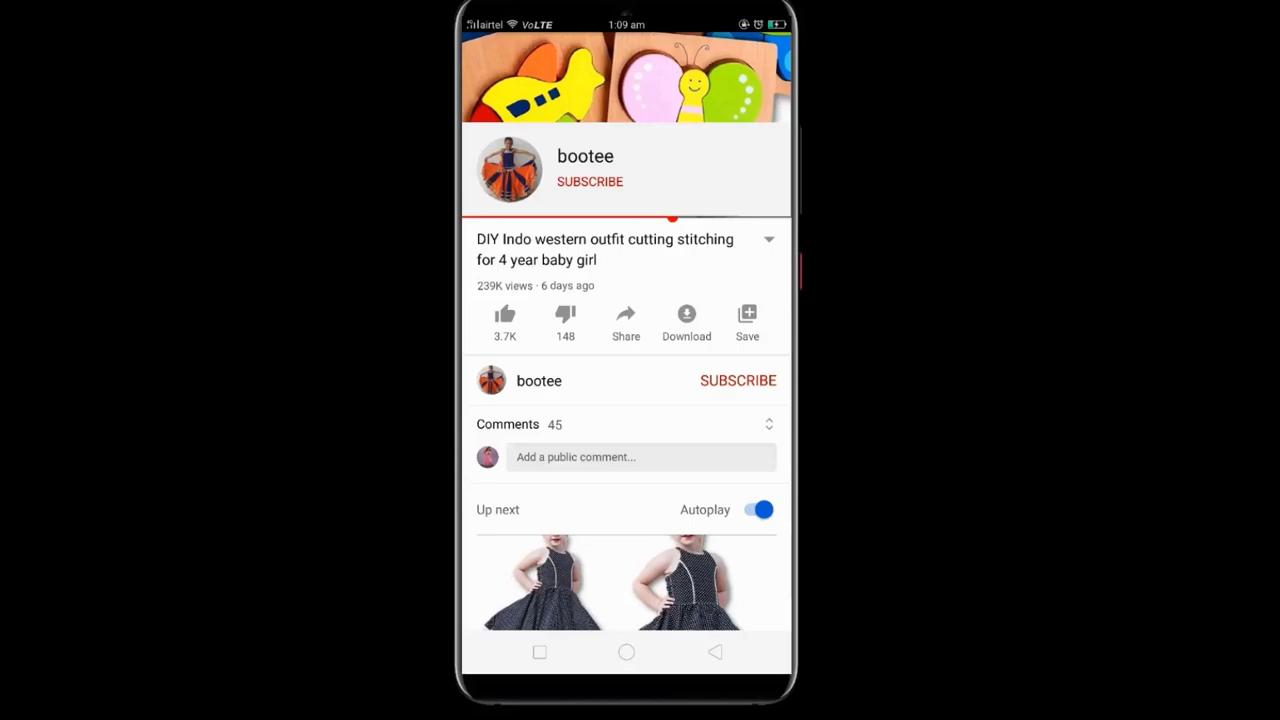 airtel VoLTE 1:09 am
bootee
SUBSCRIBE
DIY Indo western outfit cutting stitching
for 4 year baby girl
239K views · 6 days ago
3.7K 148 Share Download Save
bootee SUBSCRIBE
Comments 45
Add a public comment...
Up next Autoplay